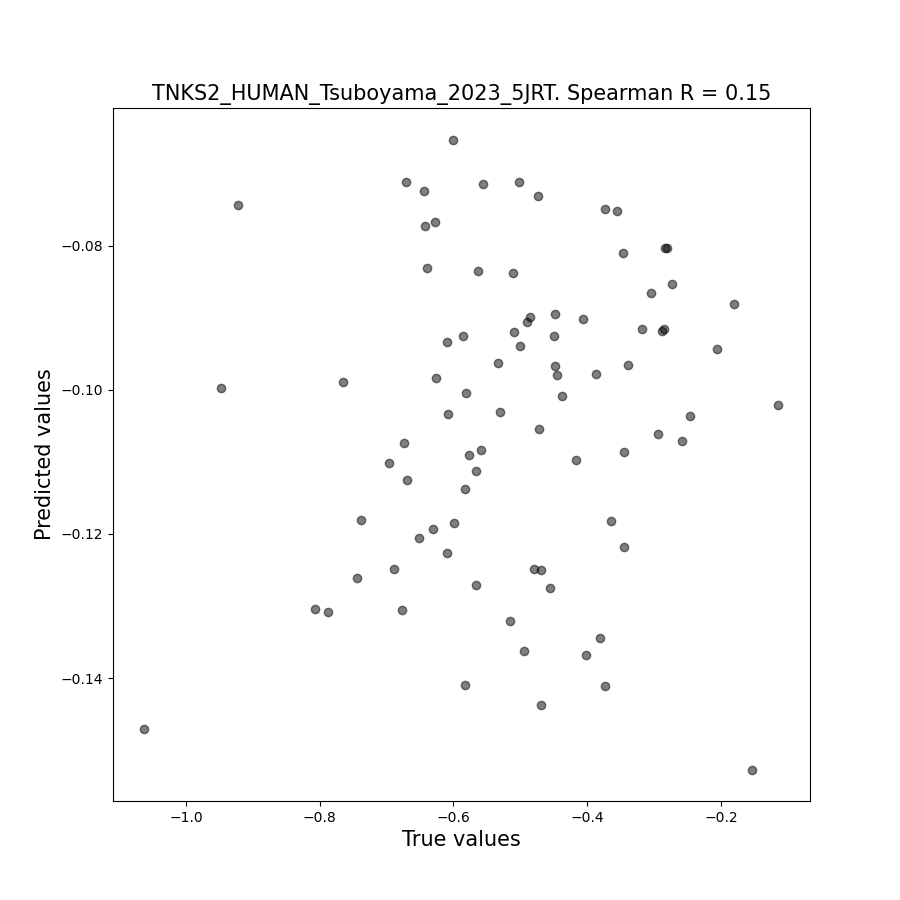 TNKS2_HUMAN_Tsuboyama_2023_5JRT. Spearman R = 0.15
Predicted values
−0.08
−0.10
−0.12
−0.14
−1.0 −0.8 −0.6 −0.4 −0.2
True values